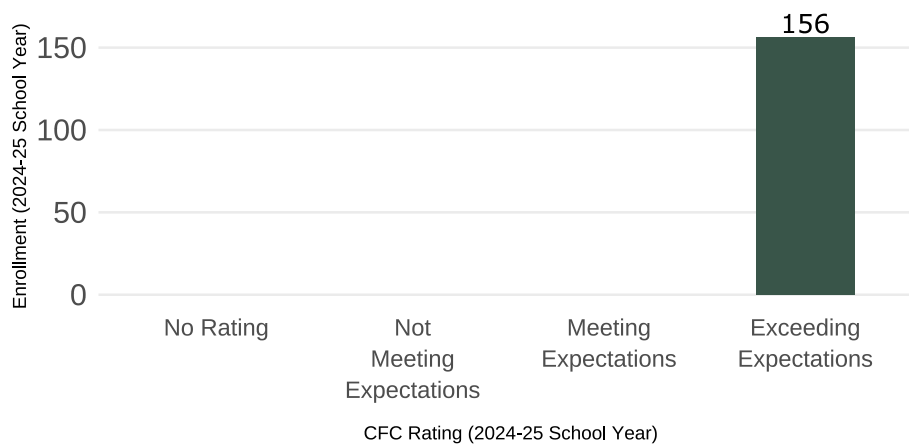 Enrollment (2024-25 School Year)
150
100
50
0
156
No Rating
Not
Meeting
Expectations
Meeting
Expectations
Exceeding
Expectations
CFC Rating (2024-25 School Year)